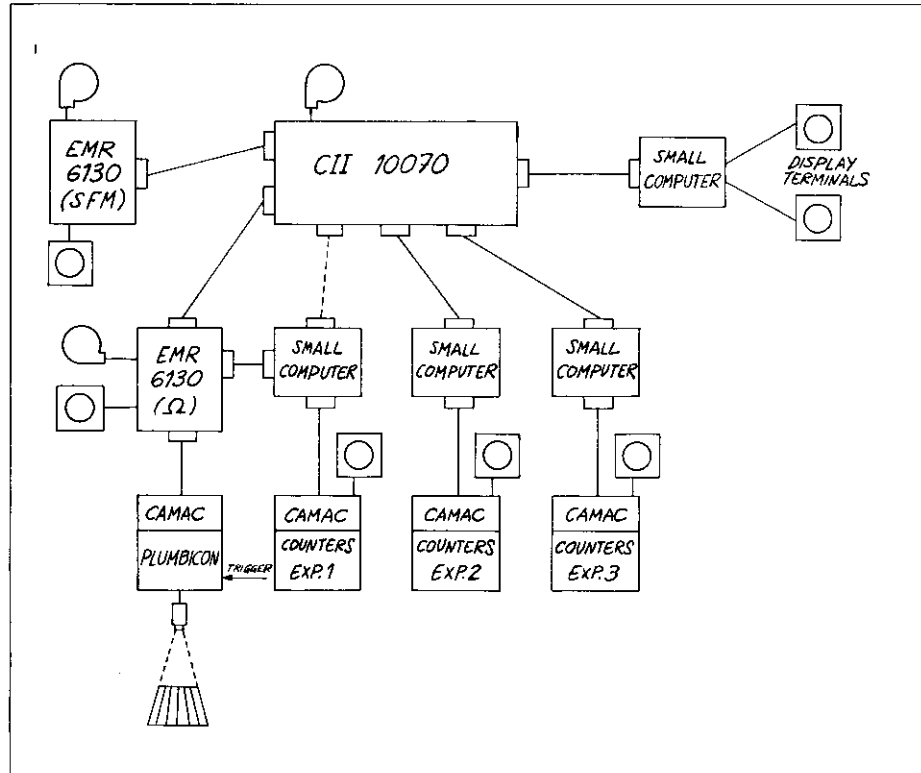 EMR
6130
(SFM)
CII 10070
SMALL
COMPUTER
DISPLAY
TERMINALS
EMR
6130
(Ω)
SMALL
COMPUTER
SMALL
COMPUTER
SMALL
COMPUTER
CAMAC
PLUMBICON
TRIGGER
CAMAC
COUNTERS
EXP.1
CAMAC
COUNTERS
EXP.2
CAMAC
COUNTERS
EXP.3